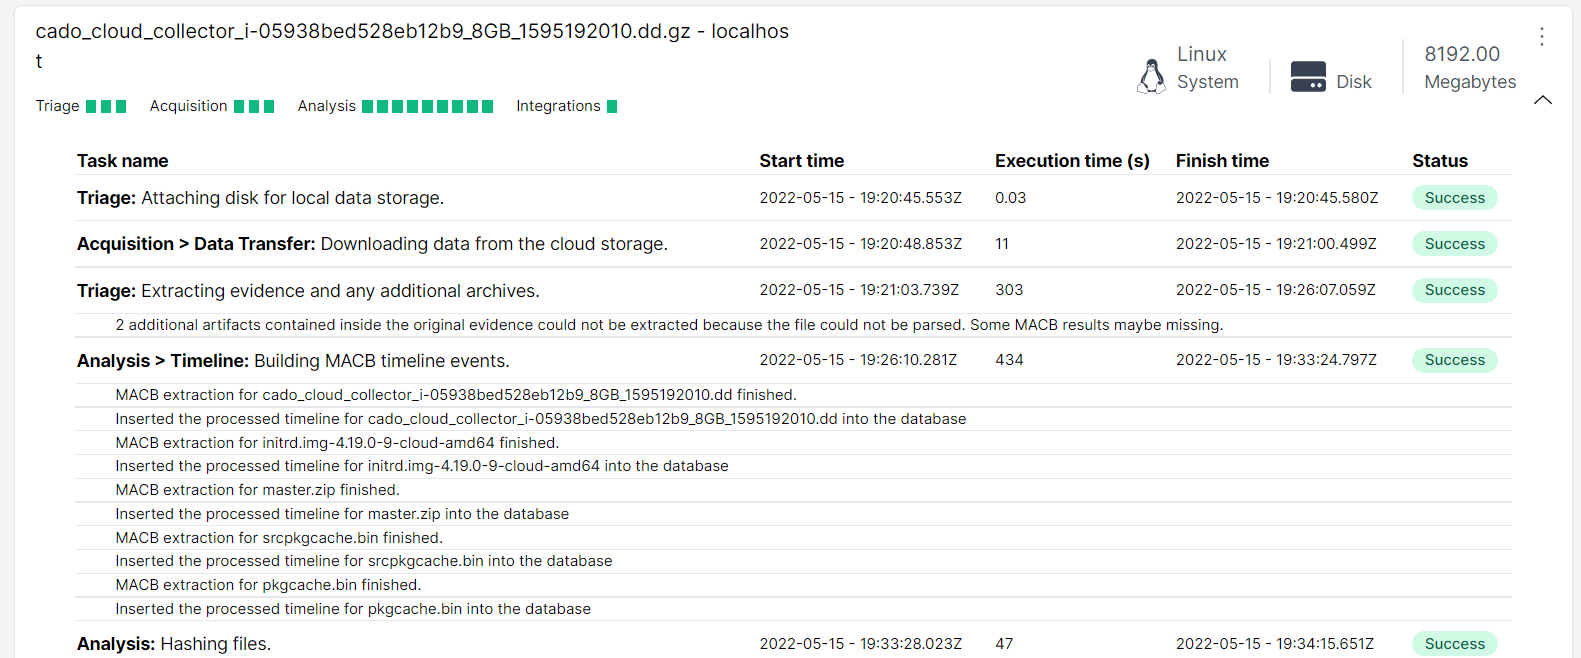 cado_cloud_collector_i-05938bed528eb12b9_8GB_1595192010.dd.gz - localhos
t
Linux
System
Disk
8192.00
Megabytes
Triage Acquisition Analysis Integrations
Task name Start time Execution time (s) Finish time Status
Triage: Attaching disk for local data storage. 2022-05-15 - 19:20:45.553Z 0.03 2022-05-15 - 19:20:45.580Z Success
Acquisition > Data Transfer: Downloading data from the cloud storage. 2022-05-15 - 19:20:48.853Z 11 2022-05-15 - 19:21:00.499Z Success
Triage: Extracting evidence and any additional archives. 2022-05-15 - 19:21:03.739Z 303 2022-05-15 - 19:26:07.059Z Success
2 additional artifacts contained inside the original evidence could not be extracted because the file could not be parsed. Some MACB results maybe missing.
Analysis > Timeline: Building MACB timeline events. 2022-05-15 - 19:26:10.281Z 434 2022-05-15 - 19:33:24.797Z Success
MACB extraction for cado_cloud_collector_i-05938bed528eb12b9_8GB_1595192010.dd finished.
Inserted the processed timeline for cado_cloud_collector_i-05938bed528eb12b9_8GB_1595192010.dd into the database
MACB extraction for initrd.img-4.19.0-9-cloud-amd64 finished.
Inserted the processed timeline for initrd.img-4.19.0-9-cloud-amd64 into the database
MACB extraction for master.zip finished.
Inserted the processed timeline for master.zip into the database
MACB extraction for srcpkgcache.bin finished.
Inserted the processed timeline for srcpkgcache.bin into the database
MACB extraction for pkgcache.bin finished.
Inserted the processed timeline for pkgcache.bin into the database
Analysis: Hashing files. 2022-05-15 - 19:33:28.023Z 47 2022-05-15 - 19:34:15.651Z Success